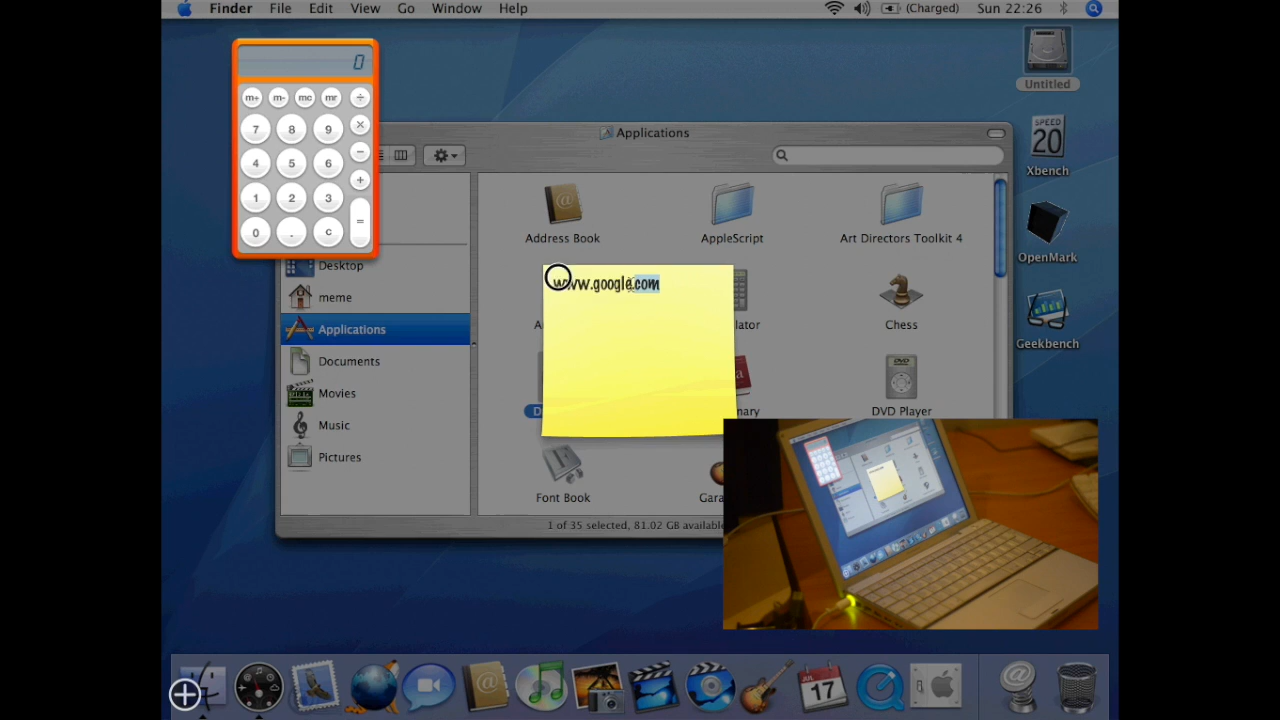 Finder File Edit View Go Window Help (Charged) Sun 22:26
0
m+ m- mc mr ÷
7 8 9 ×
4 5 6 −
1 2 3 +
0 . c =
Applications
Untitled
SPEED
20
Xbench
OpenMark
Geekbench
Desktop
meme
Applications
Documents
Movies
Music
Pictures
Address Book
AppleScript
Art Directors Toolkit 4
www.google.com
Chess
DVD
DVD Player
Font Book
1 of 35 selected, 81.02 GB available
JUL
17